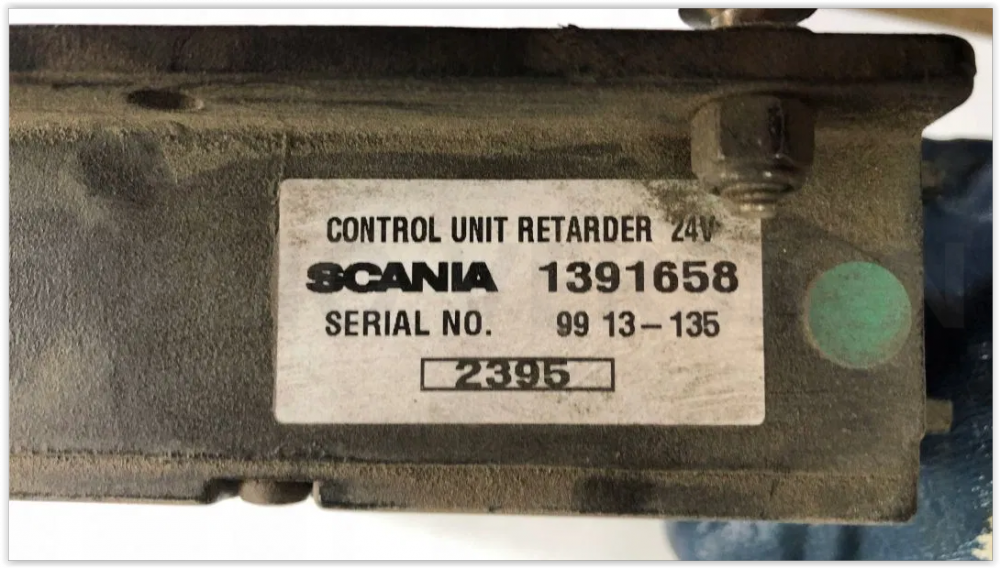 CONTROL UNIT RETARDER 24V
SCANIA 1391658
SERIAL NO. 99 13-135
2395